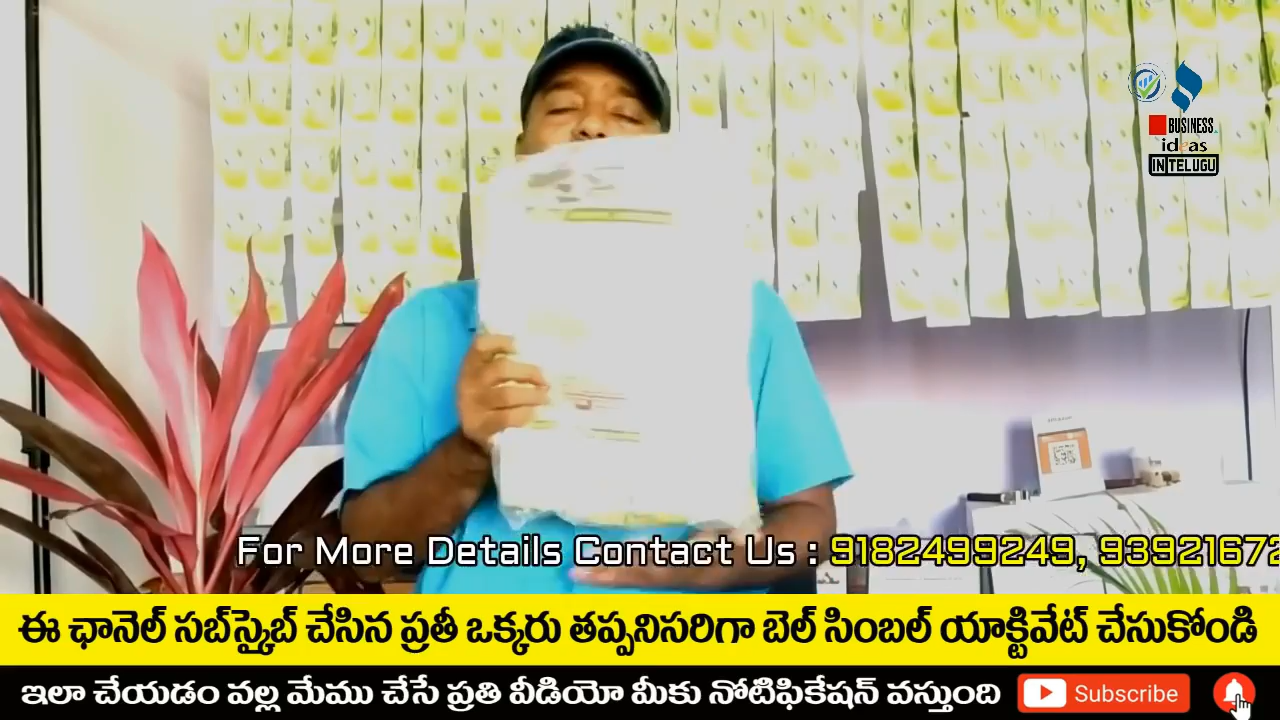 BUSINESS
ideas
IN TELUGU
For More Details Contact Us : 9182499249, 93921672
ఈ ఛానెల్ సబ్‌స్క్రైబ్ చేసిన ప్రతీ ఒక్కరు తప్పనిసరిగా బెల్ సింబల్ యాక్టివేట్ చేసుకోండి
ఇలా చేయడం వల్ల మేము చేసే ప్రతి వీడియో మీకు నోటిఫికేషన్ వస్తుంది
Subscribe